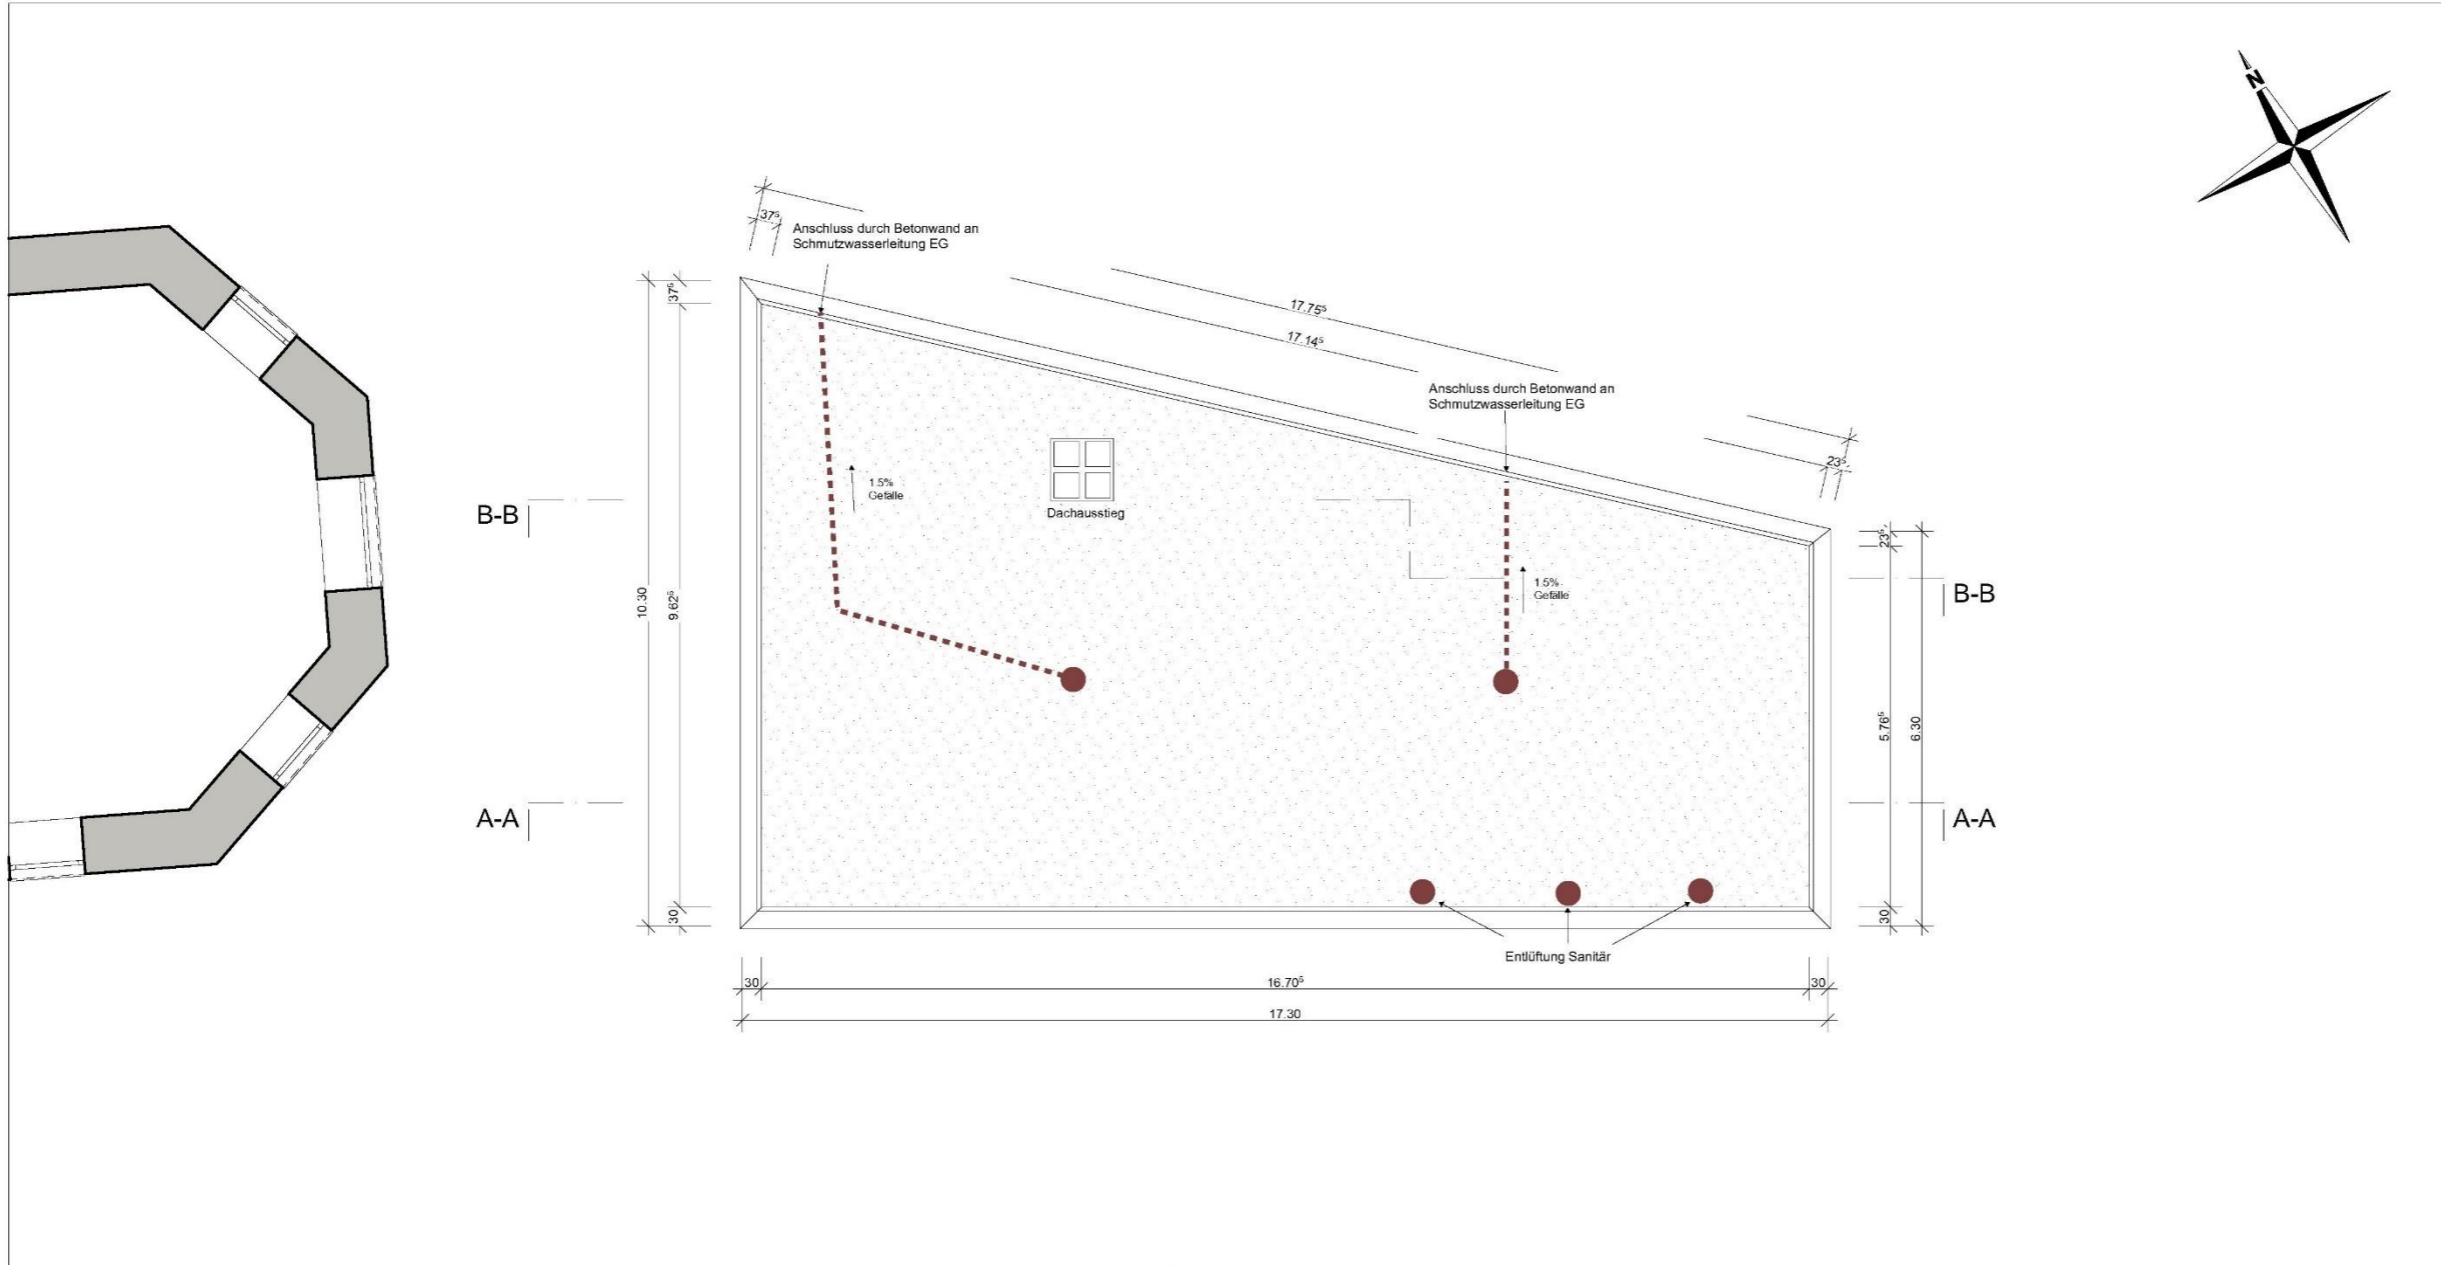 N
37⁵
Anschluss durch Betonwand an
Schmutzwasserleitung EG
37⁵
17.75⁵
17.14⁵
Anschluss durch Betonwand an
Schmutzwasserleitung EG
23⁵
1.5%
Gefälle
B-B
Dachausstieg
23⁵
10.30
9.62⁵
1.5%
Gefälle
B-B
5.76⁵
6.30
A-A
A-A
30
30
Entlüftung Sanitär
30
16.70⁵
30
17.30